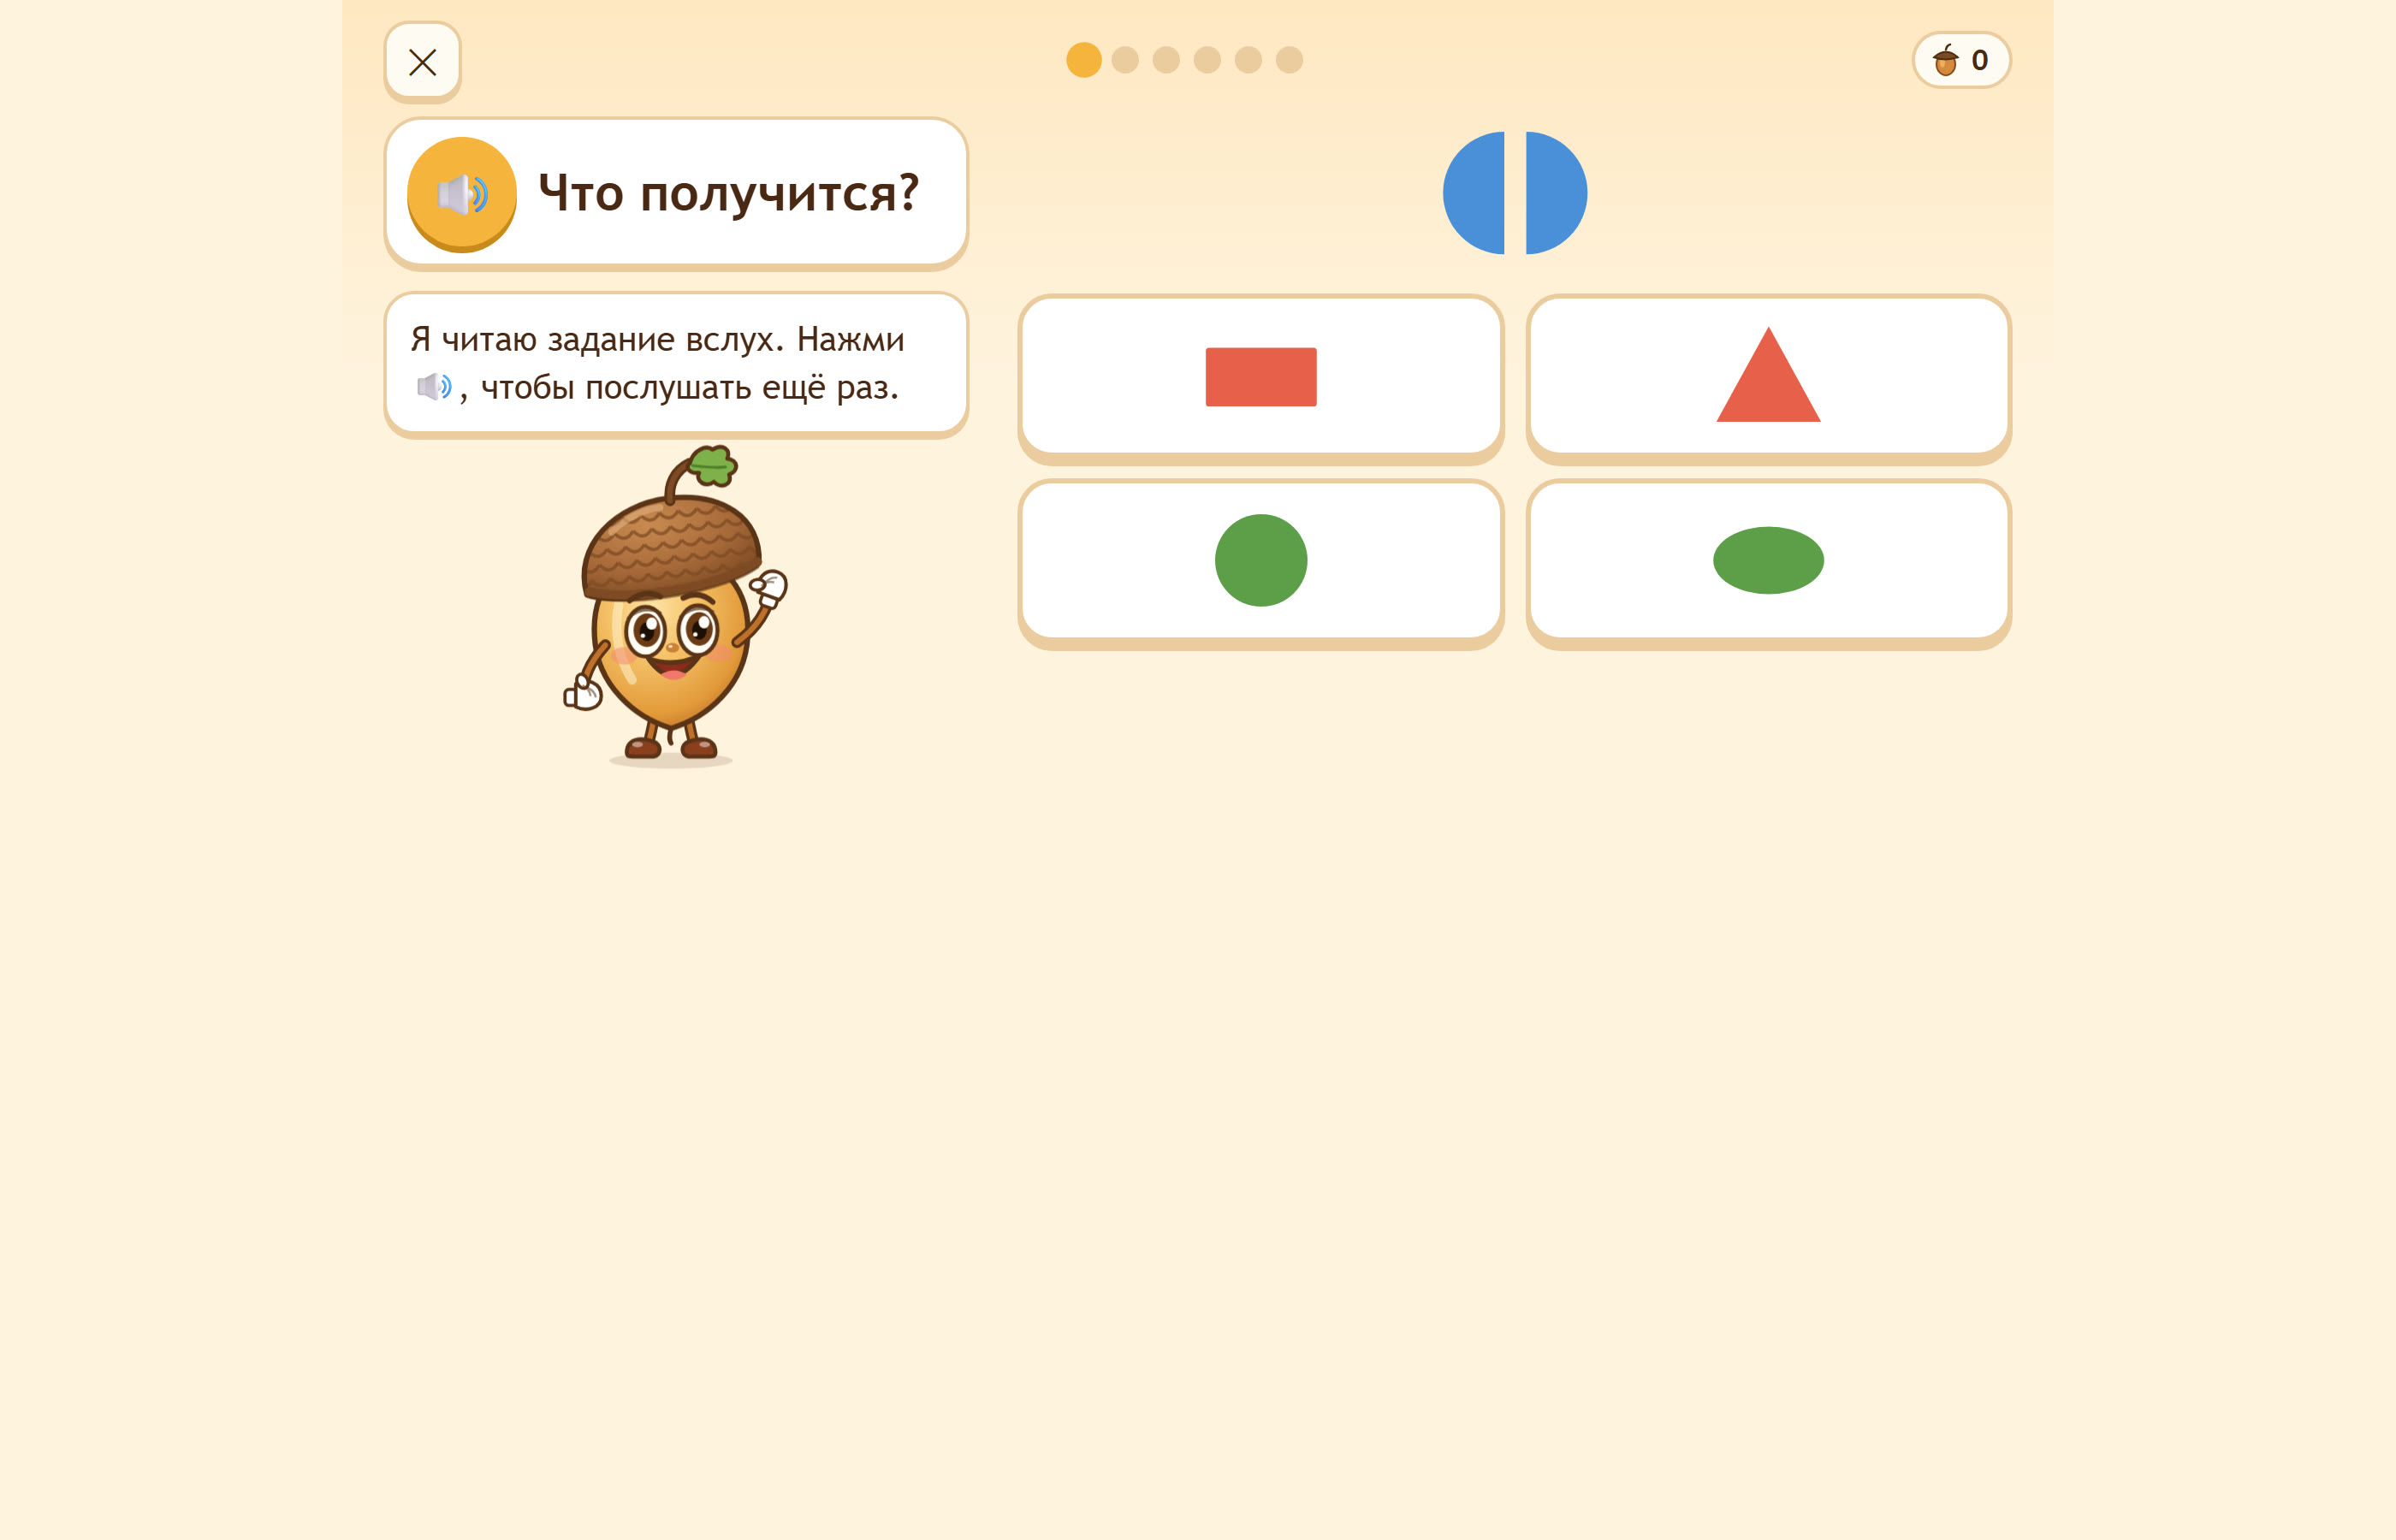 0
Что получится?
Я читаю задание вслух. Нажми
🔊, чтобы послушать ещё раз.